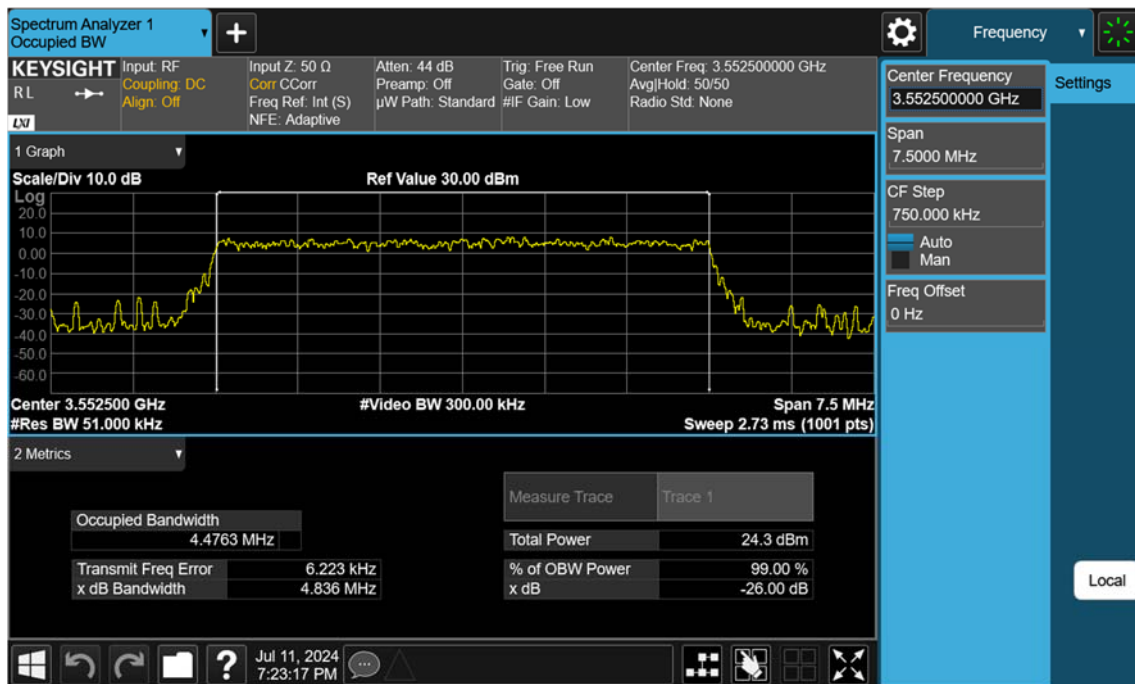 Spectrum Analyzer 1
Occupied BW
+
Frequency
KEYSIGHT
R L
LXI
Input: RF
Coupling: DC
Align: Off
Input Z: 50 Ω
Corr CCorr
Freq Ref: Int (S)
NFE: Adaptive
Atten: 44 dB
Preamp: Off
µW Path: Standard
Trig: Free Run
Gate: Off
#IF Gain: Low
Center Freq: 3.552500000 GHz
Avg|Hold: 50/50
Radio Std: None
Center Frequency
3.552500000 GHz
Settings
Span
7.5000 MHz
CF Step
750.000 kHz
Auto
Man
Freq Offset
0 Hz
Local
1 Graph
Scale/Div 10.0 dB
Ref Value 30.00 dBm
Log
20.0
10.0
0.00
-10.0
-20.0
-30.0
-40.0
-50.0
-60.0
Center 3.552500 GHz
#Video BW 300.00 kHz
Span 7.5 MHz
#Res BW 51.000 kHz
Sweep 2.73 ms (1001 pts)
2 Metrics
Measure Trace Trace 1
Occupied Bandwidth
4.4763 MHz
Total Power 24.3 dBm
Transmit Freq Error 6.223 kHz
% of OBW Power 99.00 %
x dB Bandwidth 4.836 MHz
x dB -26.00 dB
?
Jul 11, 2024
7:23:17 PM